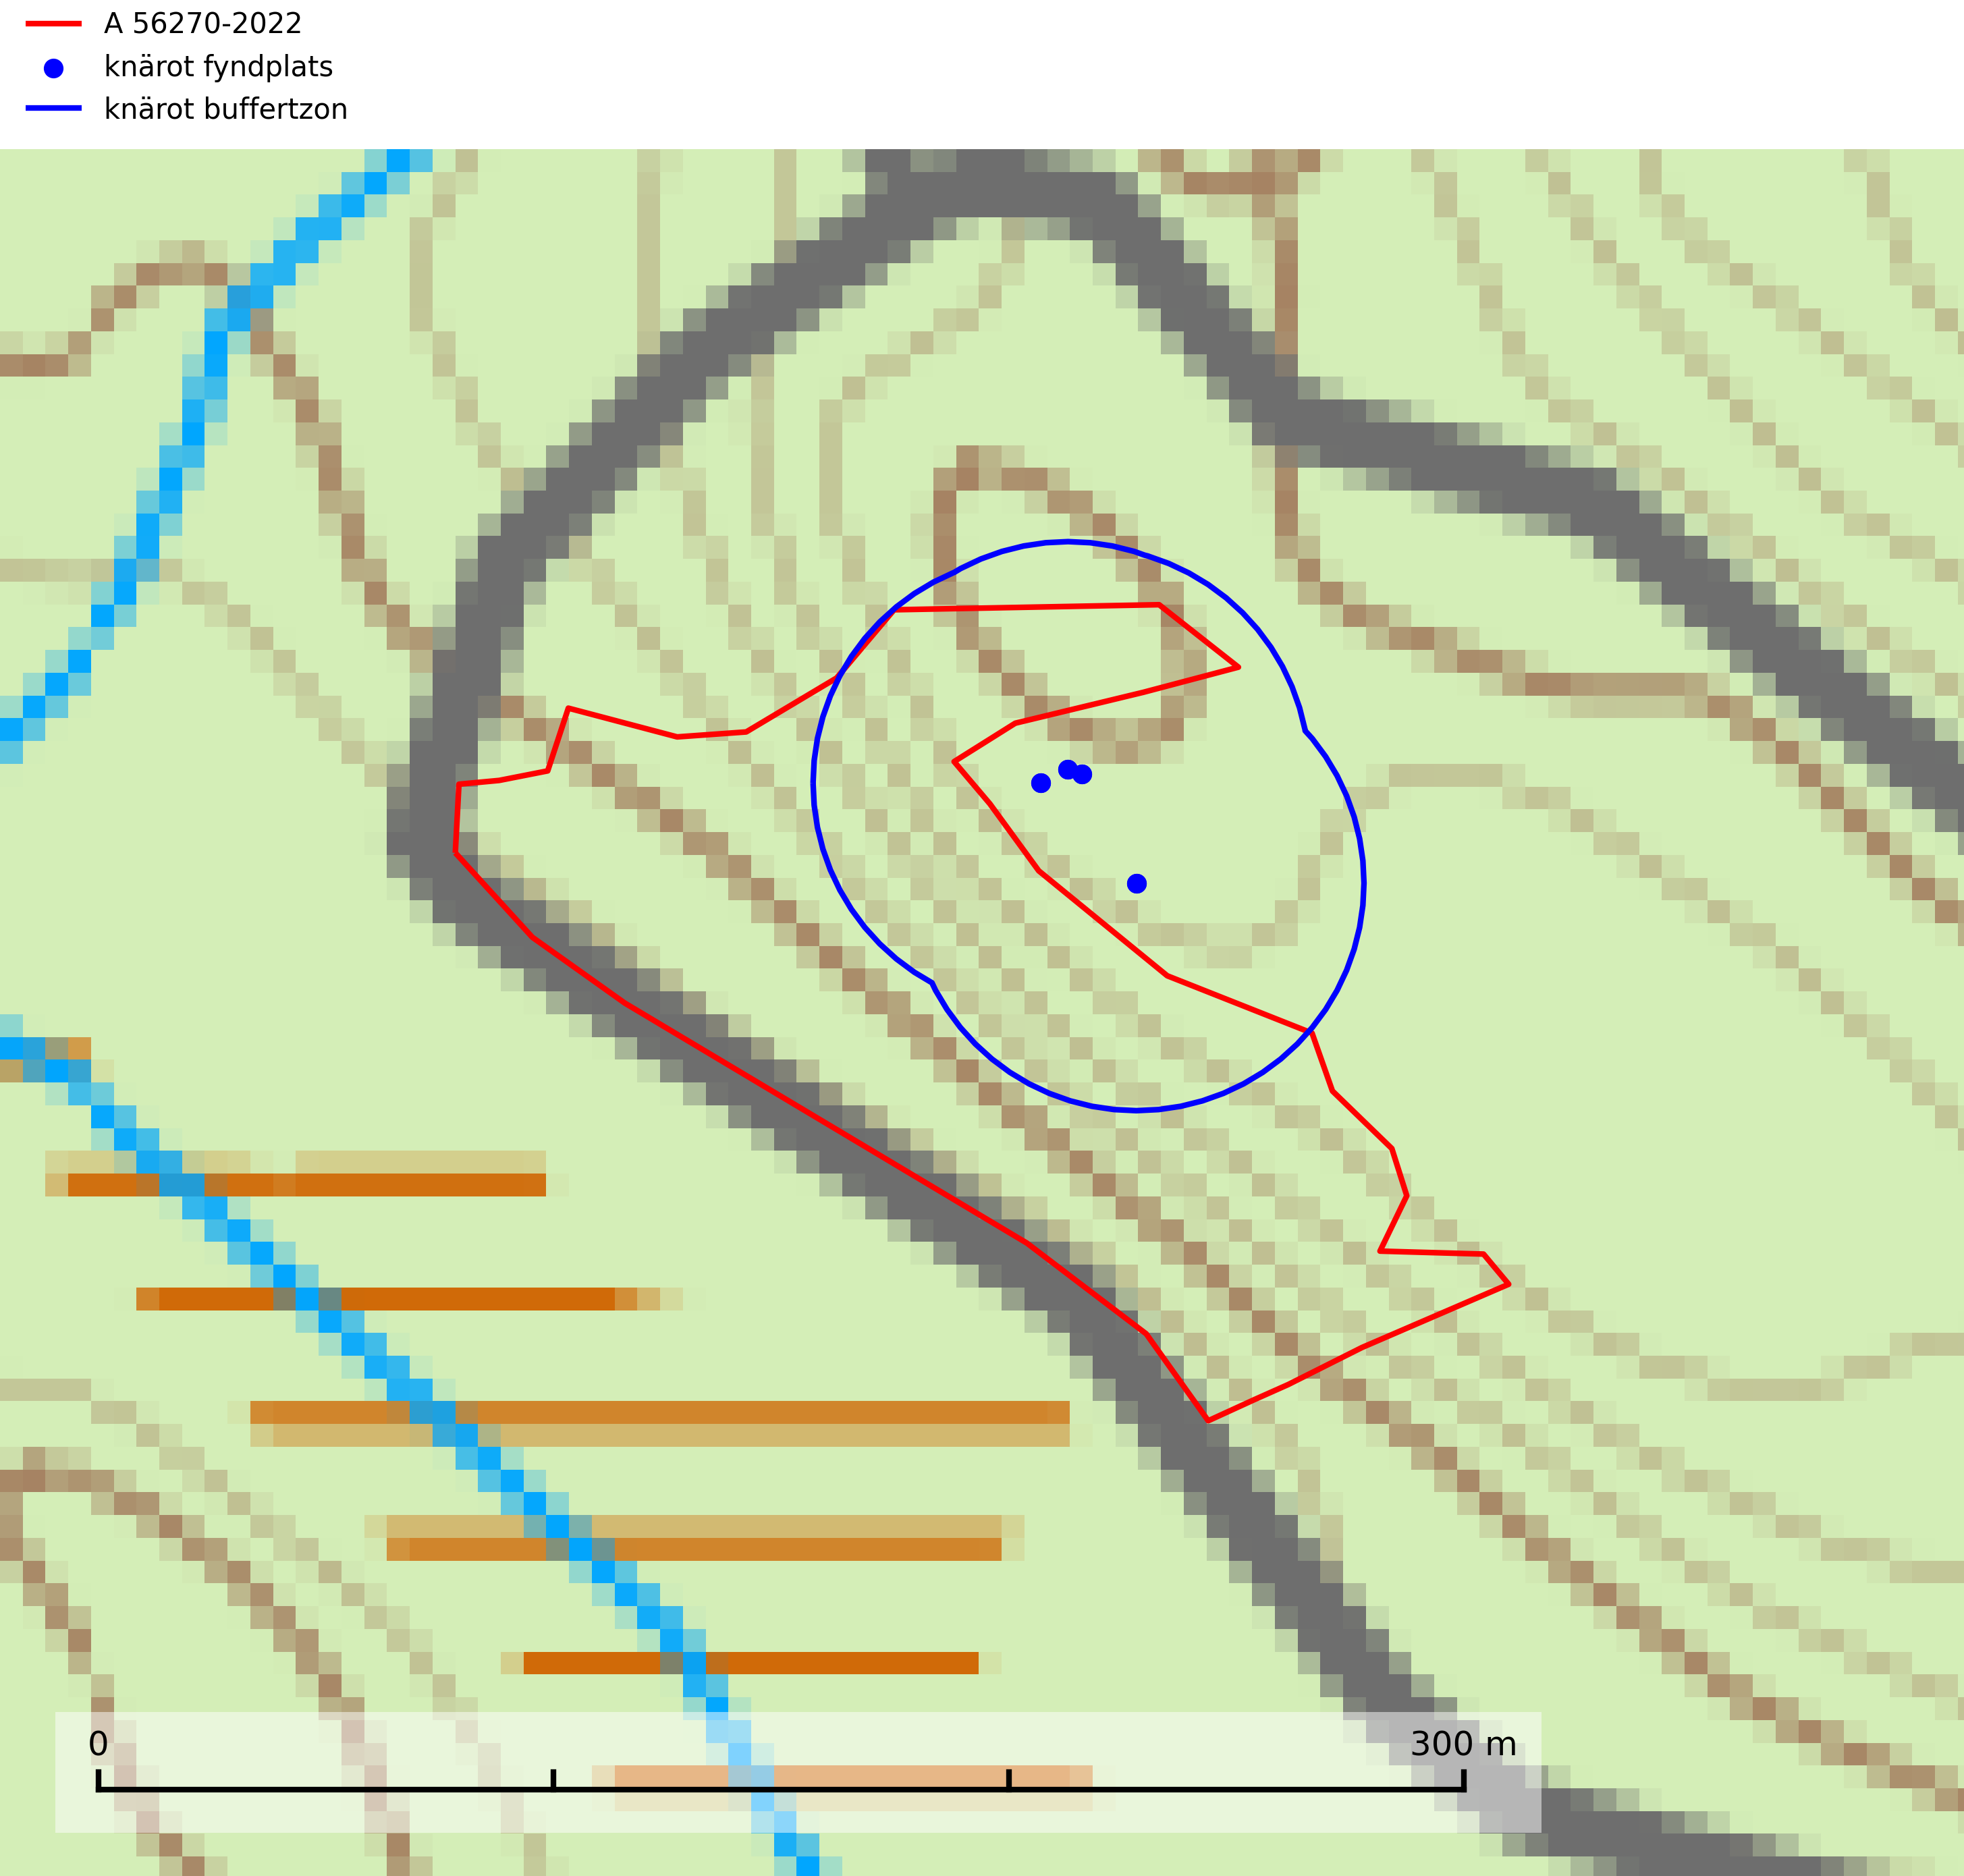 A 56270-2022
knärot fyndplats
knärot buffertzon
0 300 m